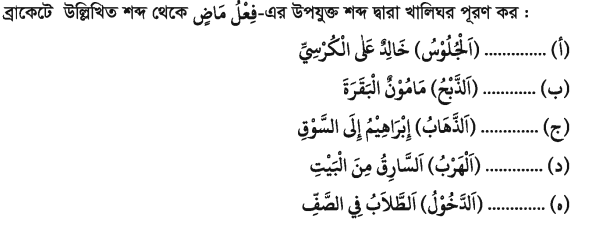 ব্রাকেটে উল্লিখিত শব্দ থেকে فِعْلُ مَاضٍ-এর উপযুক্ত শব্দ দ্বারা খালিঘর পূরণ কর :
(أ) .............. (اَلْجُلُوْسُ) خَالِدٌ عَلٰى الْكُرْسِيِّ
(ب) ............ (اَلذَّبْحُ) مَامُوْنٌ الْبَقَرَةَ
(ج) ............. (اَلذَّهَابُ) إِبْرَاهِيْمُ إِلَى السَّوْقِ
(د) ............. (اَلْهَرْبُ) اَلسَّارِقُ مِنَ الْبَيْتِ
(ه) ............. (اَلدَّخُوْلُ) اَلطَّلَابُ فِي الصَّفِّ